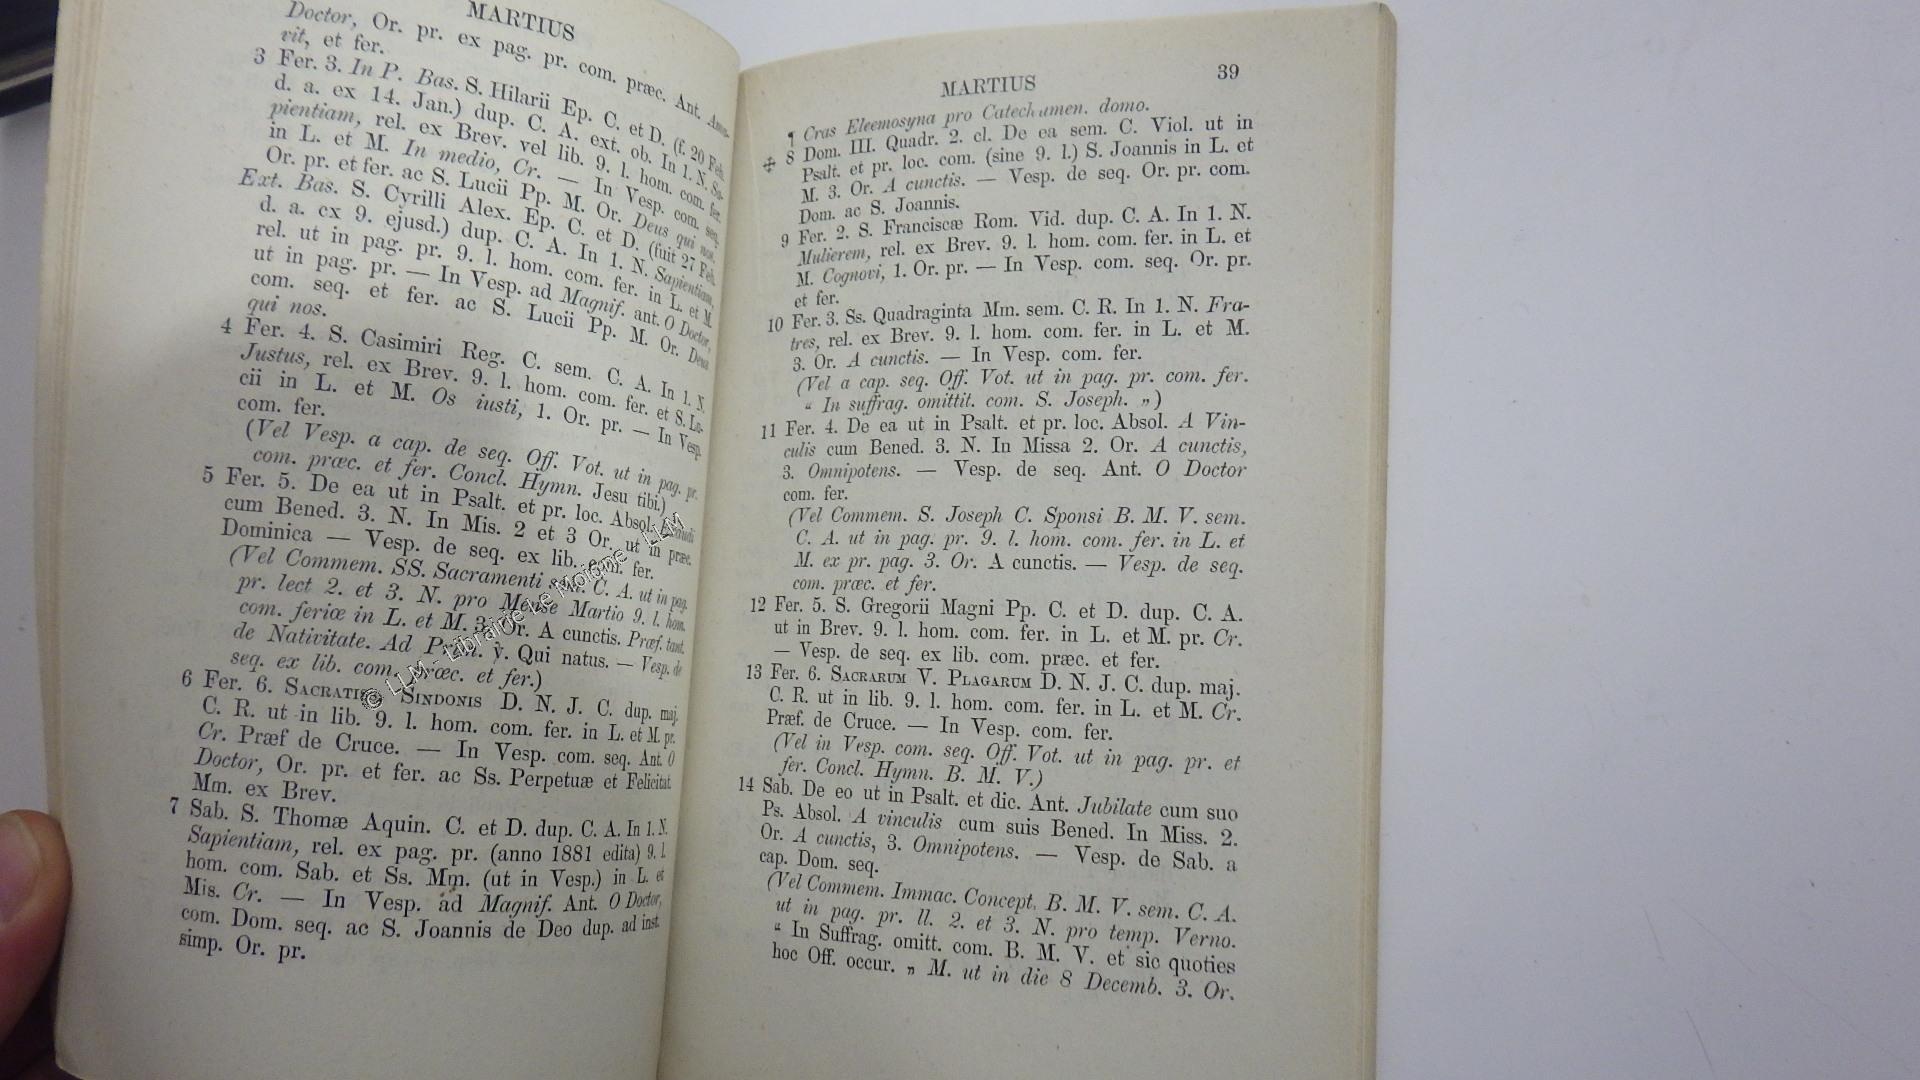 MARTIUS
Doctor, Or. pr. ex pag. pr. com. præc. Ant. Amavit, et fer.
3 Fer. 3. In P. Bas. S. Hilarii Ep. C. et D. (f. 20 Feb.
d. a. ex 14. Jan.) dup. C. A. ext. ob. In 1. N. Sa-
pientiam, rel. ex Brev. vel lib. 9. l. hom. com. fer.
in L. et M. In medio, Cr. — In Vesp. com. seq.
Or. pr. et fer. ac S. Lucii Pp. M. Or. Deus qui nos.
Ext. Bas. S. Cyrilli Alex. Ep. C. et D. (fuit 27 Feb.
d. a. cx 9. ejusd.) dup. C. A. In 1. N. Sapientiam,
rel. ut in pag. pr. 9. l. hom. com. fer. in L. et M.
ut in pag. pr. — In Vesp. ad Magnif. ant. O Doctor,
com. seq. et fer. ac S. Lucii Pp. M. Or. Deus
qui nos.
4 Fer. 4. S. Casimiri Reg. C. sem. C. A. In 1. N.
Justus, rel. ex Brev. 9. l. hom. com. fer. et S. Lu-
cii in L. et M. Os iusti, 1. Or. pr. — In Vesp.
com. fer.
(Vel Vesp. a cap. de seq. Off. Vot. ut in pag. pr.
com. præc. et fer. Concl. Hymn. Jesu tibi.)
5 Fer. 5. De ea ut in Psalt. et pr. loc. Absol. Exaudi
cum Bened. 3. N. In Mis. 2 et 3 Or. ut in præc.
Dominica — Vesp. de seq. ex lib. com. fer.
(Vel Commem. SS. Sacramenti sem. C. A. ut in pag.
pr. lect 2. et 3. N. pro Mense Martio 9. l. hom.
com. feriæ in L. et M. 3. Or. A cunctis. Præf. tant.
de Nativitate. Ad Prim. ℣. Qui natus. — Vesp. de
seq. ex lib. com. præc. et fer.)
6 Fer. 6. SACRATIS. SINDONIS D. N. J. C. dup. maj.
C. R. ut in lib. 9. l. hom. com. fer. in L. et M. pr.
Cr. Præf de Cruce. — In Vesp. com. seq. Ant. O
Doctor, Or. pr. et fer. ac Ss. Perpetuæ et Felicitat.
Mm. ex Brev.
7 Sab. S. Thomæ Aquin. C. et D. dup. C. A. In 1. N.
Sapientiam, rel. ex pag. pr. (anno 1881 edita) 9. l.
hom. com. Sab. et Ss. Mm. (ut in Vesp.) in L. et
Mis. Cr. — In Vesp. ad Magnif. Ant. O Doctor,
com. Dom. seq. ac S. Joannis de Deo dup. ad inst.
simp. Or. pr.
© LLM - Librairie Le Moigne - LLM
MARTIUS 39
¶ Cras Eleemosyna pro Catechumen. domo.
✠ 8 Dom. III. Quadr. 2. cl. De ea sem. C. Viol. ut in
Psalt. et pr. loc. com. (sine 9. l.) S. Joannis in L. et
M. 3. Or. A cunctis. — Vesp. de seq. Or. pr. com.
Dom. ac S. Joannis.
9 Fer. 2. S. Franciscæ Rom. Vid. dup. C. A. In 1. N.
Mulierem, rel. ex Brev. 9. l. hom. com. fer. in L. et
M. Cognovi, 1. Or. pr. — In Vesp. com. seq. Or. pr.
et fer.
10 Fer. 3. Ss. Quadraginta Mm. sem. C. R. In 1. N. Fra-
tres, rel. ex Brev. 9. l. hom. com. fer. in L. et M.
3. Or. A cunctis. — In Vesp. com. fer.
(Vel a cap. seq. Off. Vot. ut in pag. pr. com. fer.
“ In suffrag. omittit. com. S. Joseph. „)
11 Fer. 4. De ea ut in Psalt. et pr. loc. Absol. A Vin-
culis cum Bened. 3. N. In Missa 2. Or. A cunctis,
3. Omnipotens. — Vesp. de seq. Ant. O Doctor
com. fer.
(Vel Commem. S. Joseph C. Sponsi B. M. V. sem.
C. A. ut in pag. pr. 9. l. hom. com. fer. in L. et
M. ex pr. pag. 3. Or. A cunctis. — Vesp. de seq.
com. præc. et fer.
12 Fer. 5. S. Gregorii Magni Pp. C. et D. dup. C. A.
ut in Brev. 9. l. hom. com. fer. in L. et M. pr. Cr.
— Vesp. de seq. ex lib. com. præc. et fer.
13 Fer. 6. SACRARUM V. PLAGARUM D. N. J. C. dup. maj.
C. R. ut in lib. 9. l. hom. com. fer. in L. et M. Cr.
Præf. de Cruce. — In Vesp. com. fer.
(Vel in Vesp. com. seq. Off. Vot. ut in pag. pr. et
fer. Concl. Hymn. B. M. V.)
14 Sab. De eo ut in Psalt. et dic. Ant. Jubilate cum suo
Ps. Absol. A vinculis cum suis Bened. In Miss. 2.
Or. A cunctis, 3. Omnipotens. — Vesp. de Sab. a
cap. Dom. seq.
(Vel Commem. Immac. Concept. B. M. V. sem. C. A.
ut in pag. pr. ll. 2. et 3. N. pro temp. Verno.
“ In Suffrag. omitt. com. B. M. V. et sic quoties
hoc Off. occur. „ M. ut in die 8 Decemb. 3. Or.